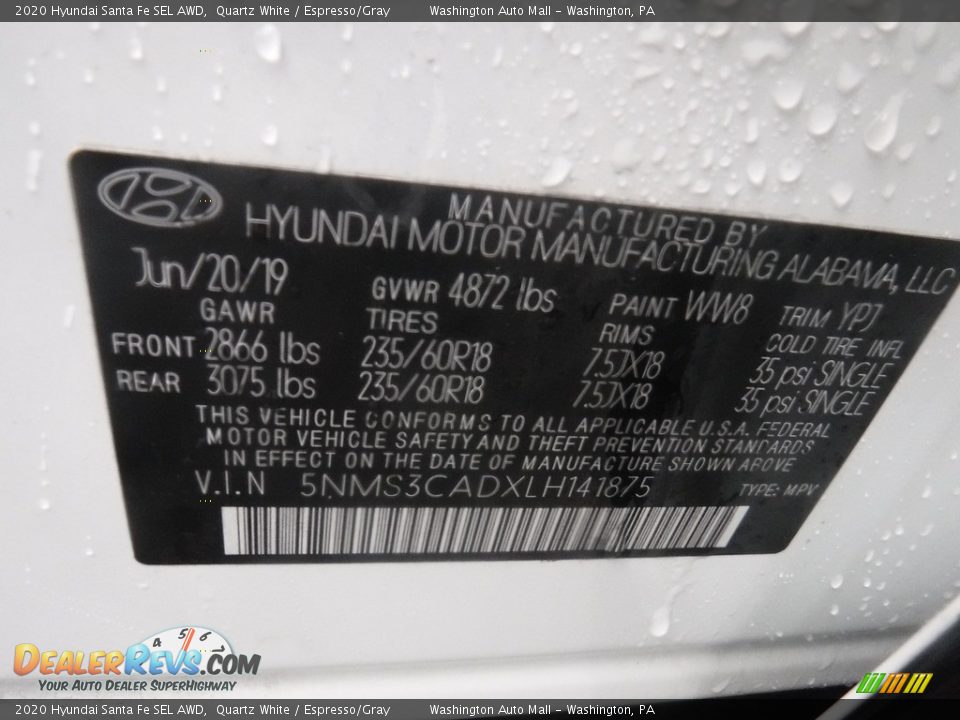 2020 Hyundai Santa Fe SEL AWD, Quartz White / Espresso/Gray Washington Auto Mall - Washington, PA
MANUFACTURED BY
HYUNDAI MOTOR MANUFACTURING ALABAMA, LLC
Jun/20/19 GVWR 4872 lbs PAINT WW8 TRIM YPJ
GAWR TIRES RIMS COLD TIRE INFL
FRONT 2866 lbs 235/60R18 7.5JX18 35 psi SINGLE
REAR 3075 lbs 235/60R18 7.5JX18 35 psi SINGLE
THIS VEHICLE CONFORMS TO ALL APPLICABLE U.S.A. FEDERAL
MOTOR VEHICLE SAFETY AND THEFT PREVENTION STANDARDS
IN EFFECT ON THE DATE OF MANUFACTURE SHOWN ABOVE
V.I.N 5NMS3CADXLH141875 TYPE: MPV
4 5 6
DEALERREVS.COM
YOUR AUTO DEALER SUPERHIGHWAY
2020 Hyundai Santa Fe SEL AWD, Quartz White / Espresso/Gray Washington Auto Mall - Washington, PA